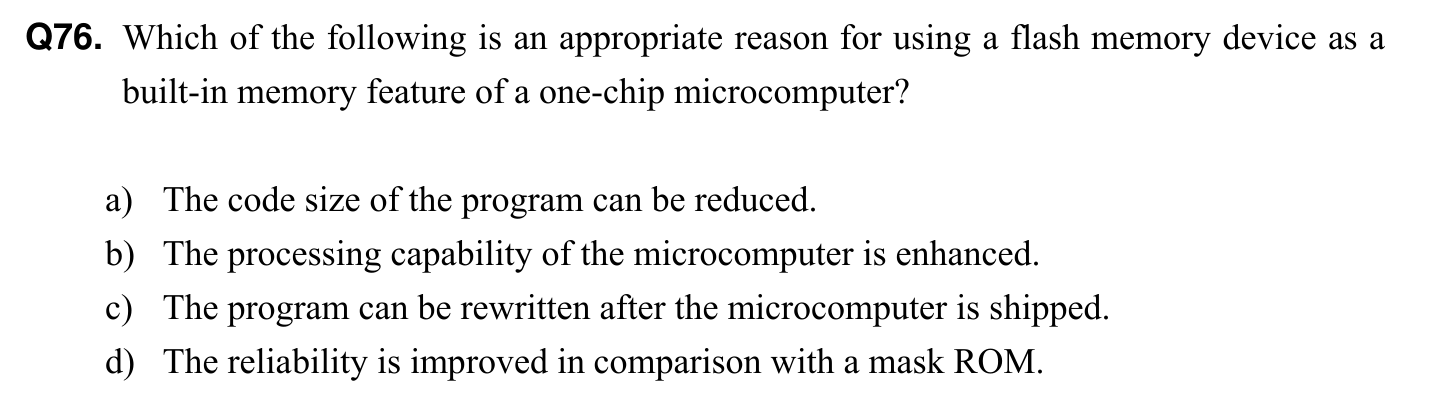 Q76. Which of the following is an appropriate reason for using a flash memory device as a
built-in memory feature of a one-chip microcomputer?
a) The code size of the program can be reduced.
b) The processing capability of the microcomputer is enhanced.
c) The program can be rewritten after the microcomputer is shipped.
d) The reliability is improved in comparison with a mask ROM.